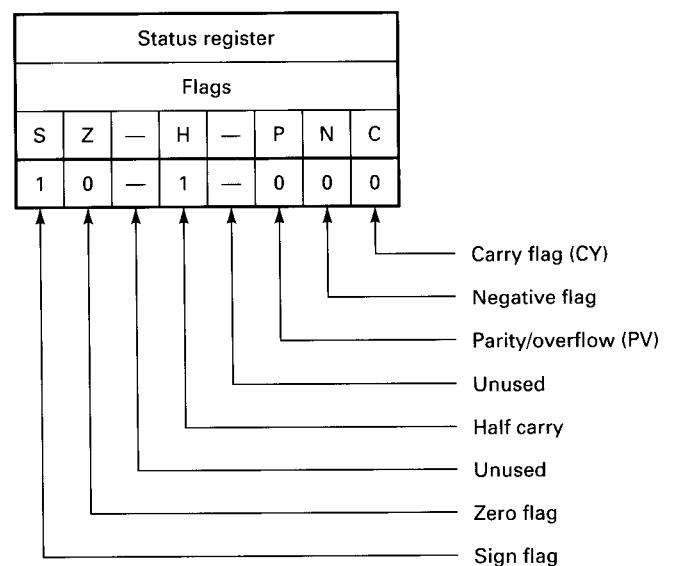 Status register
Flags
S Z — H — P N C
1 0 — 1 — 0 0 0
Carry flag (CY)
Negative flag
Parity/overflow (PV)
Unused
Half carry
Unused
Zero flag
Sign flag